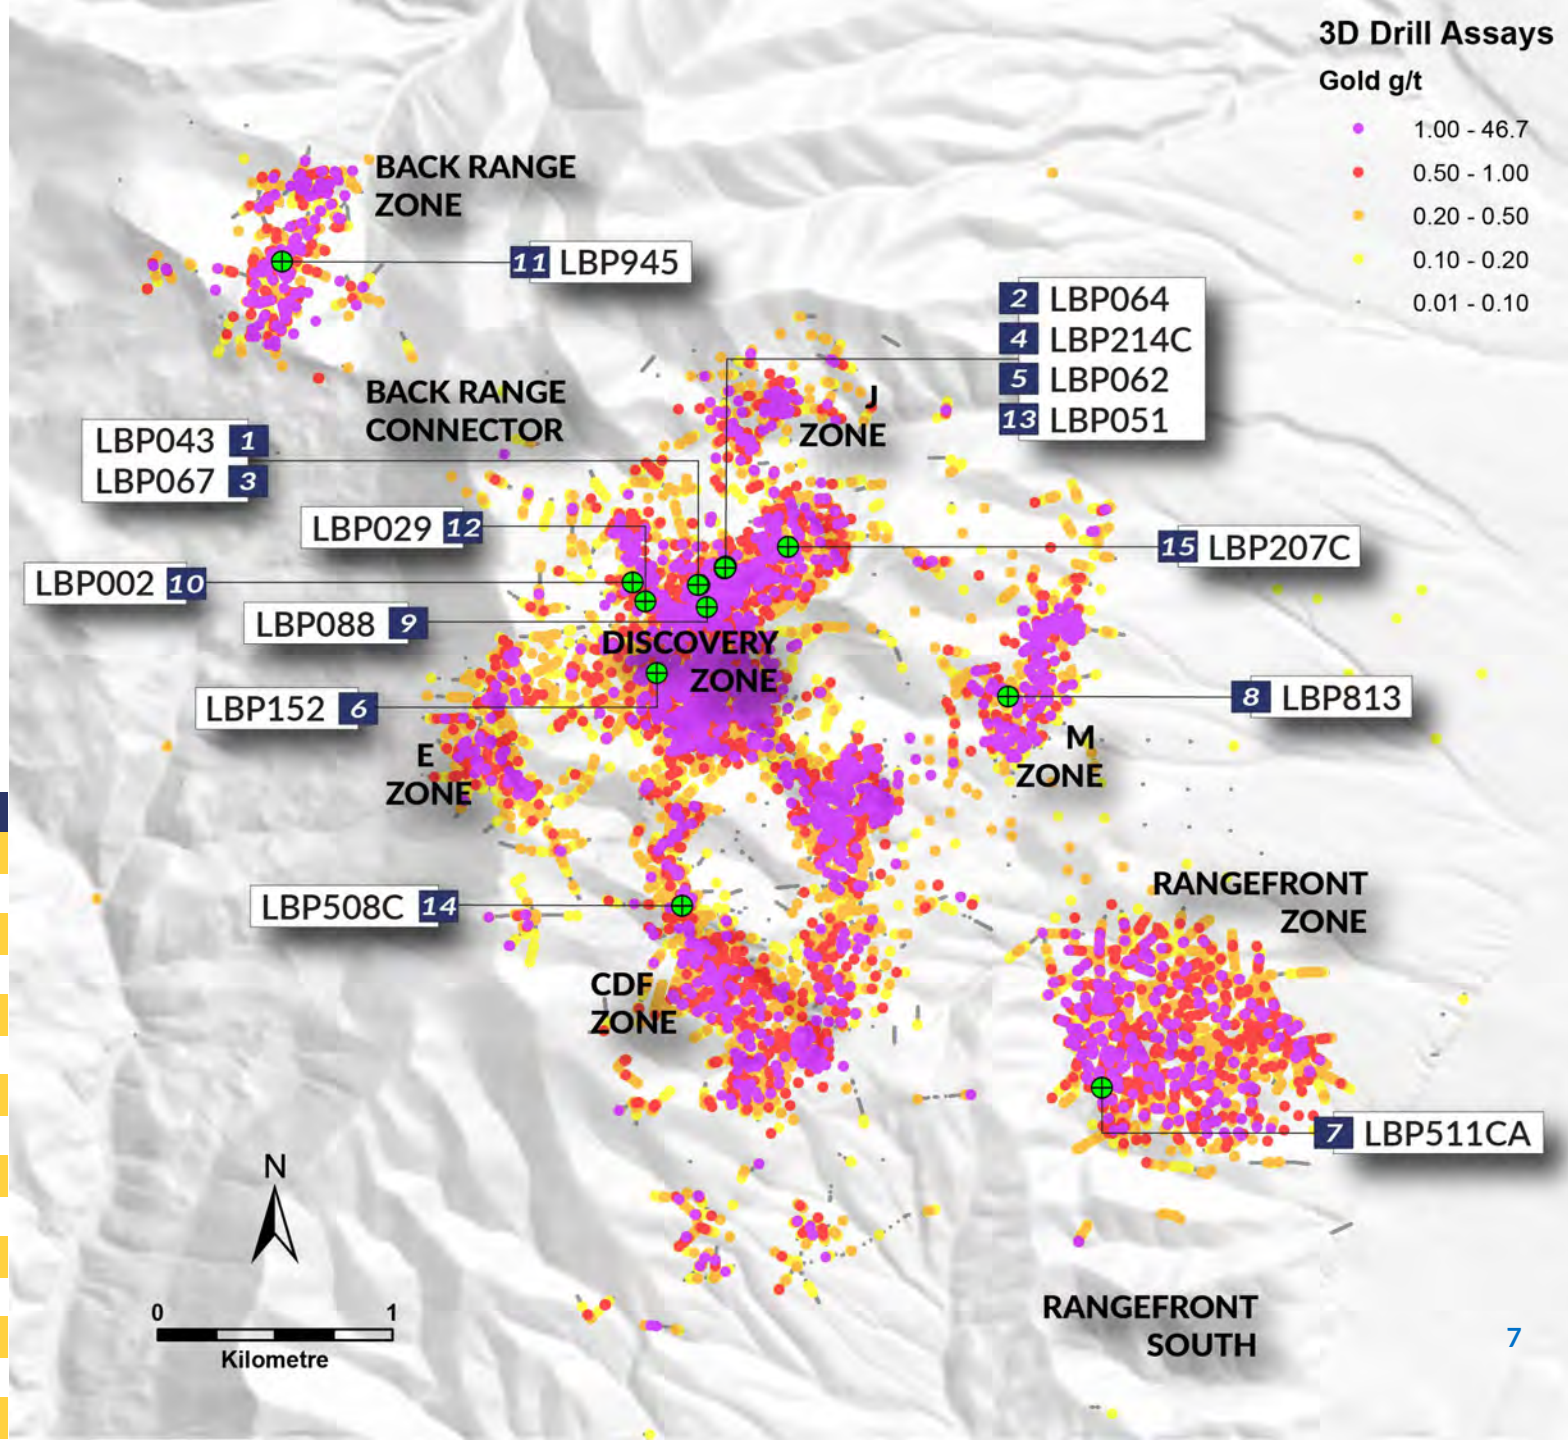 3D Drill Assays
Gold g/t
1.00 - 46.7
0.50 - 1.00
0.20 - 0.50
0.10 - 0.20
0.01 - 0.10
BACK RANGE
ZONE
11 LBP945
2 LBP064
4 LBP214C
5 LBP062
13 LBP051
BACK RANGE
CONNECTOR
J
ZONE
LBP043 1
LBP067 3
LBP029 12
15 LBP207C
LBP002 10
LBP088 9
DISCOVERY
ZONE
LBP152 6
8 LBP813
E
ZONE
M
ZONE
RANGEFRONT
ZONE
LBP508C 14
CDF
ZONE
7 LBP511CA
N
0 1
Kilometre
RANGEFRONT
SOUTH
7